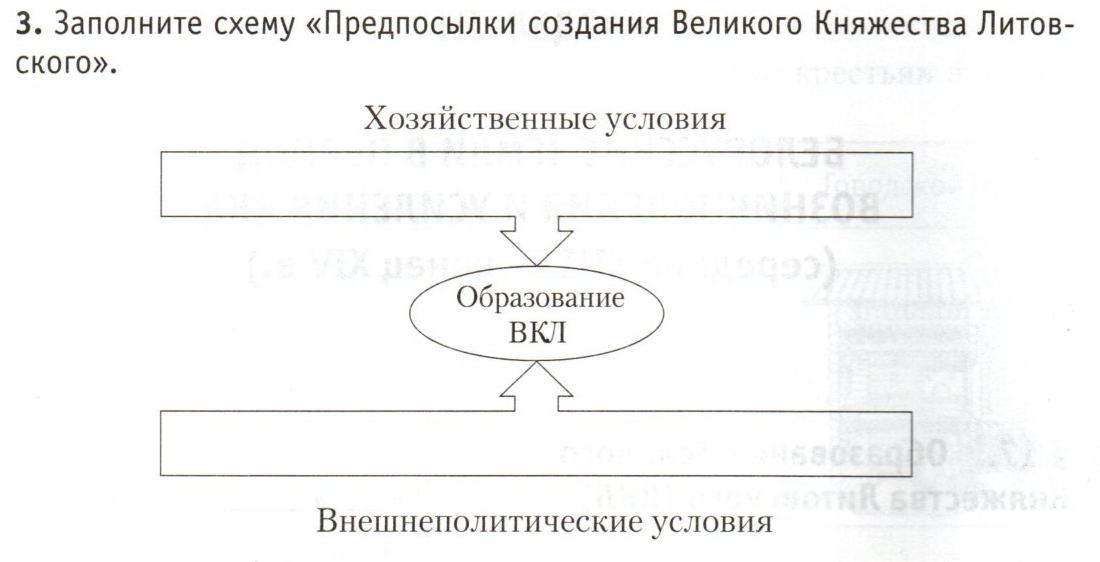 3. Заполните схему «Предпосылки создания Великого Княжества Литов-
ского».
Хозяйственные условия
Образование
ВКЛ
Внешнеполитические условия